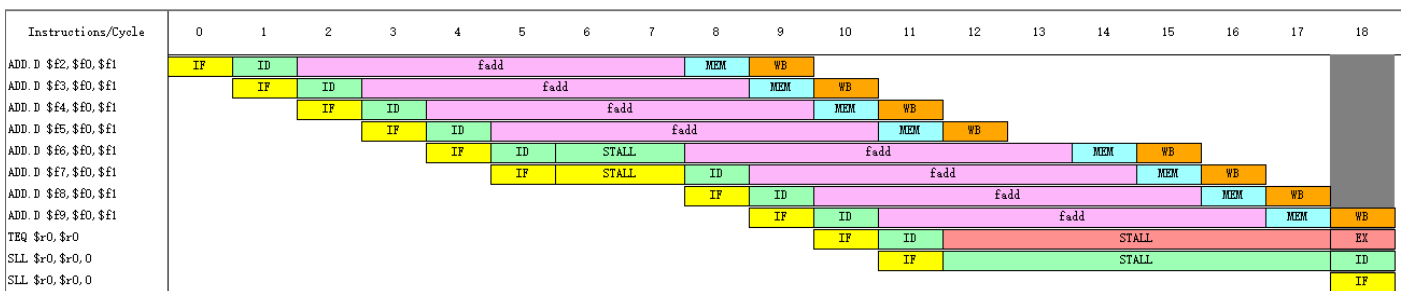 Instructions/Cycle 0 1 2 3 4 5 6 7 8 9 10 11 12 13 14 15 16 17 18
ADD.D $f2,$f0,$f1 IF ID fadd MEM WB
ADD.D $f3,$f0,$f1 IF ID fadd MEM WB
ADD.D $f4,$f0,$f1 IF ID fadd MEM WB
ADD.D $f5,$f0,$f1 IF ID fadd MEM WB
ADD.D $f6,$f0,$f1 IF ID STALL fadd MEM WB
ADD.D $f7,$f0,$f1 IF STALL ID fadd MEM WB
ADD.D $f8,$f0,$f1 IF ID fadd MEM WB
ADD.D $f9,$f0,$f1 IF ID fadd MEM WB
TEQ $r0,$r0 IF ID STALL EX
SLL $r0,$r0,0 IF STALL ID
SLL $r0,$r0,0 IF